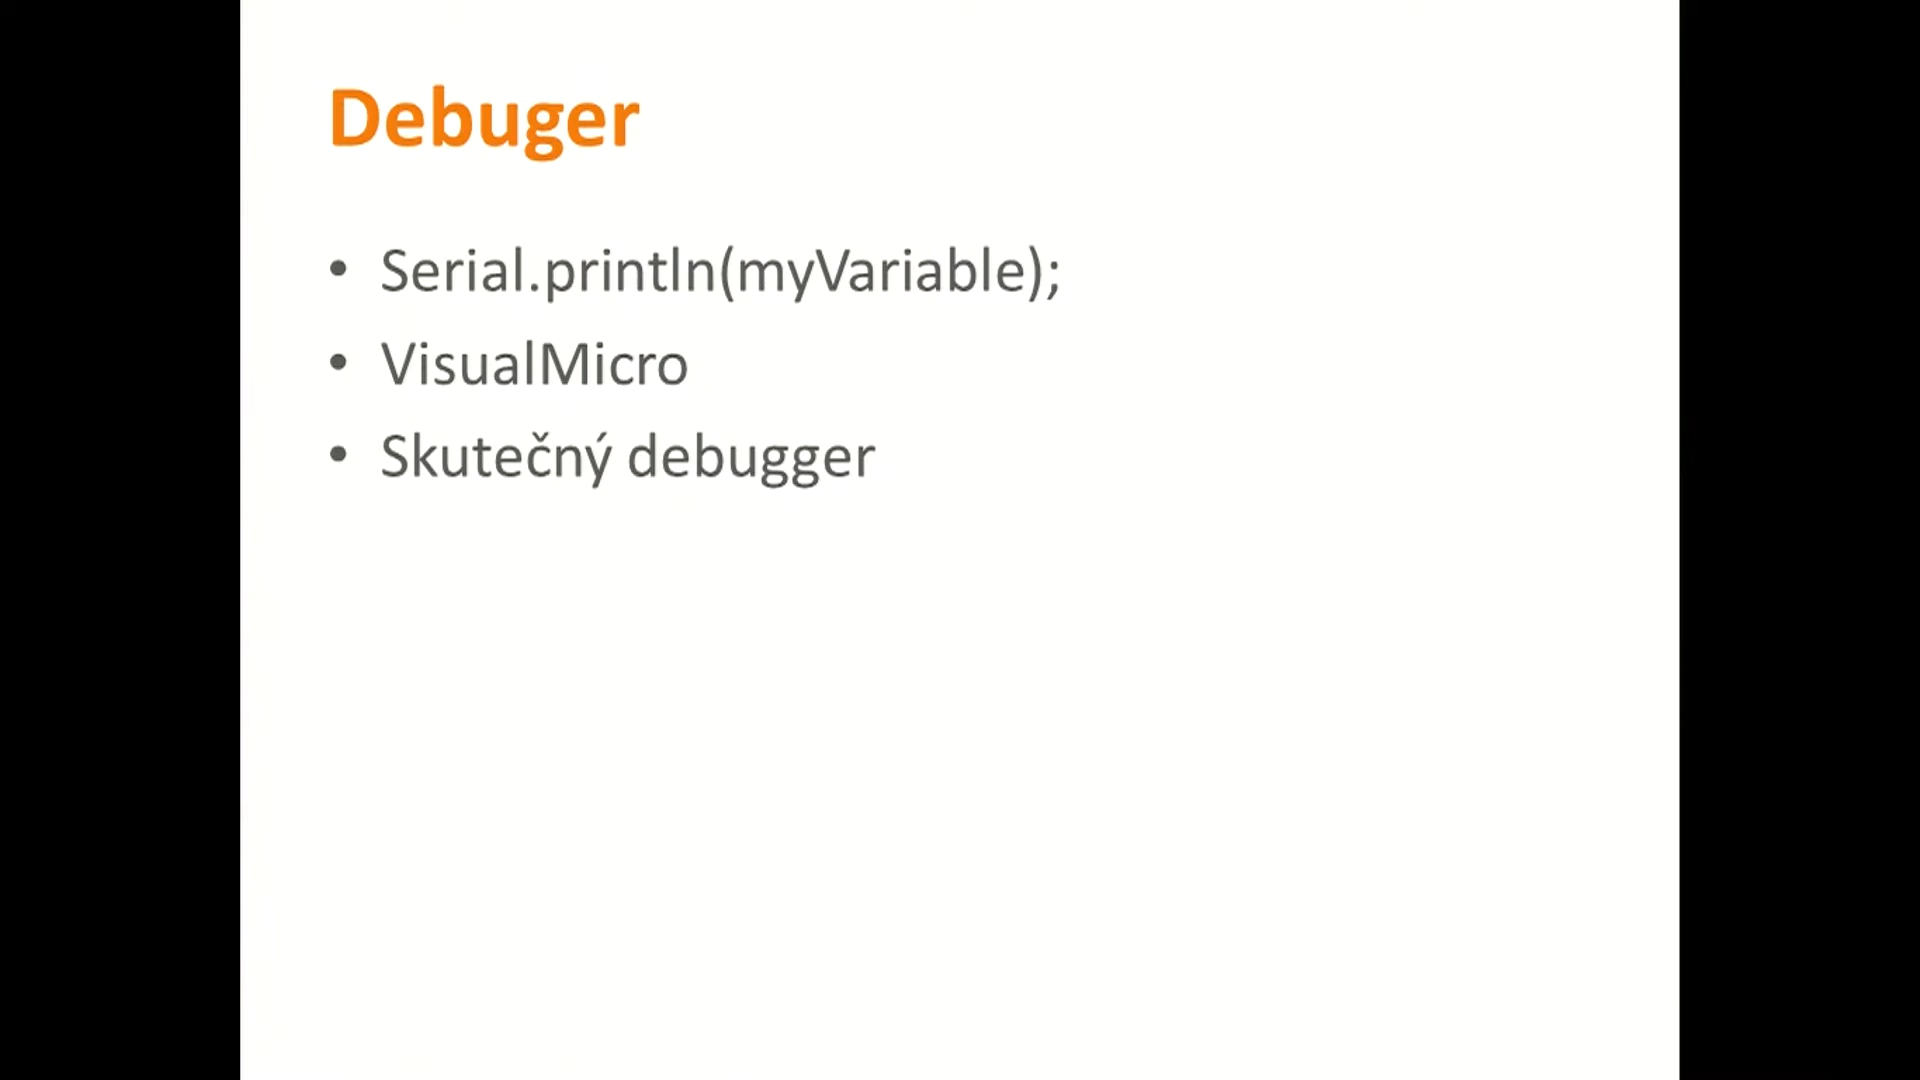 Debuger
• Serial.println(myVariable);
• VisualMicro
• Skutečný debugger